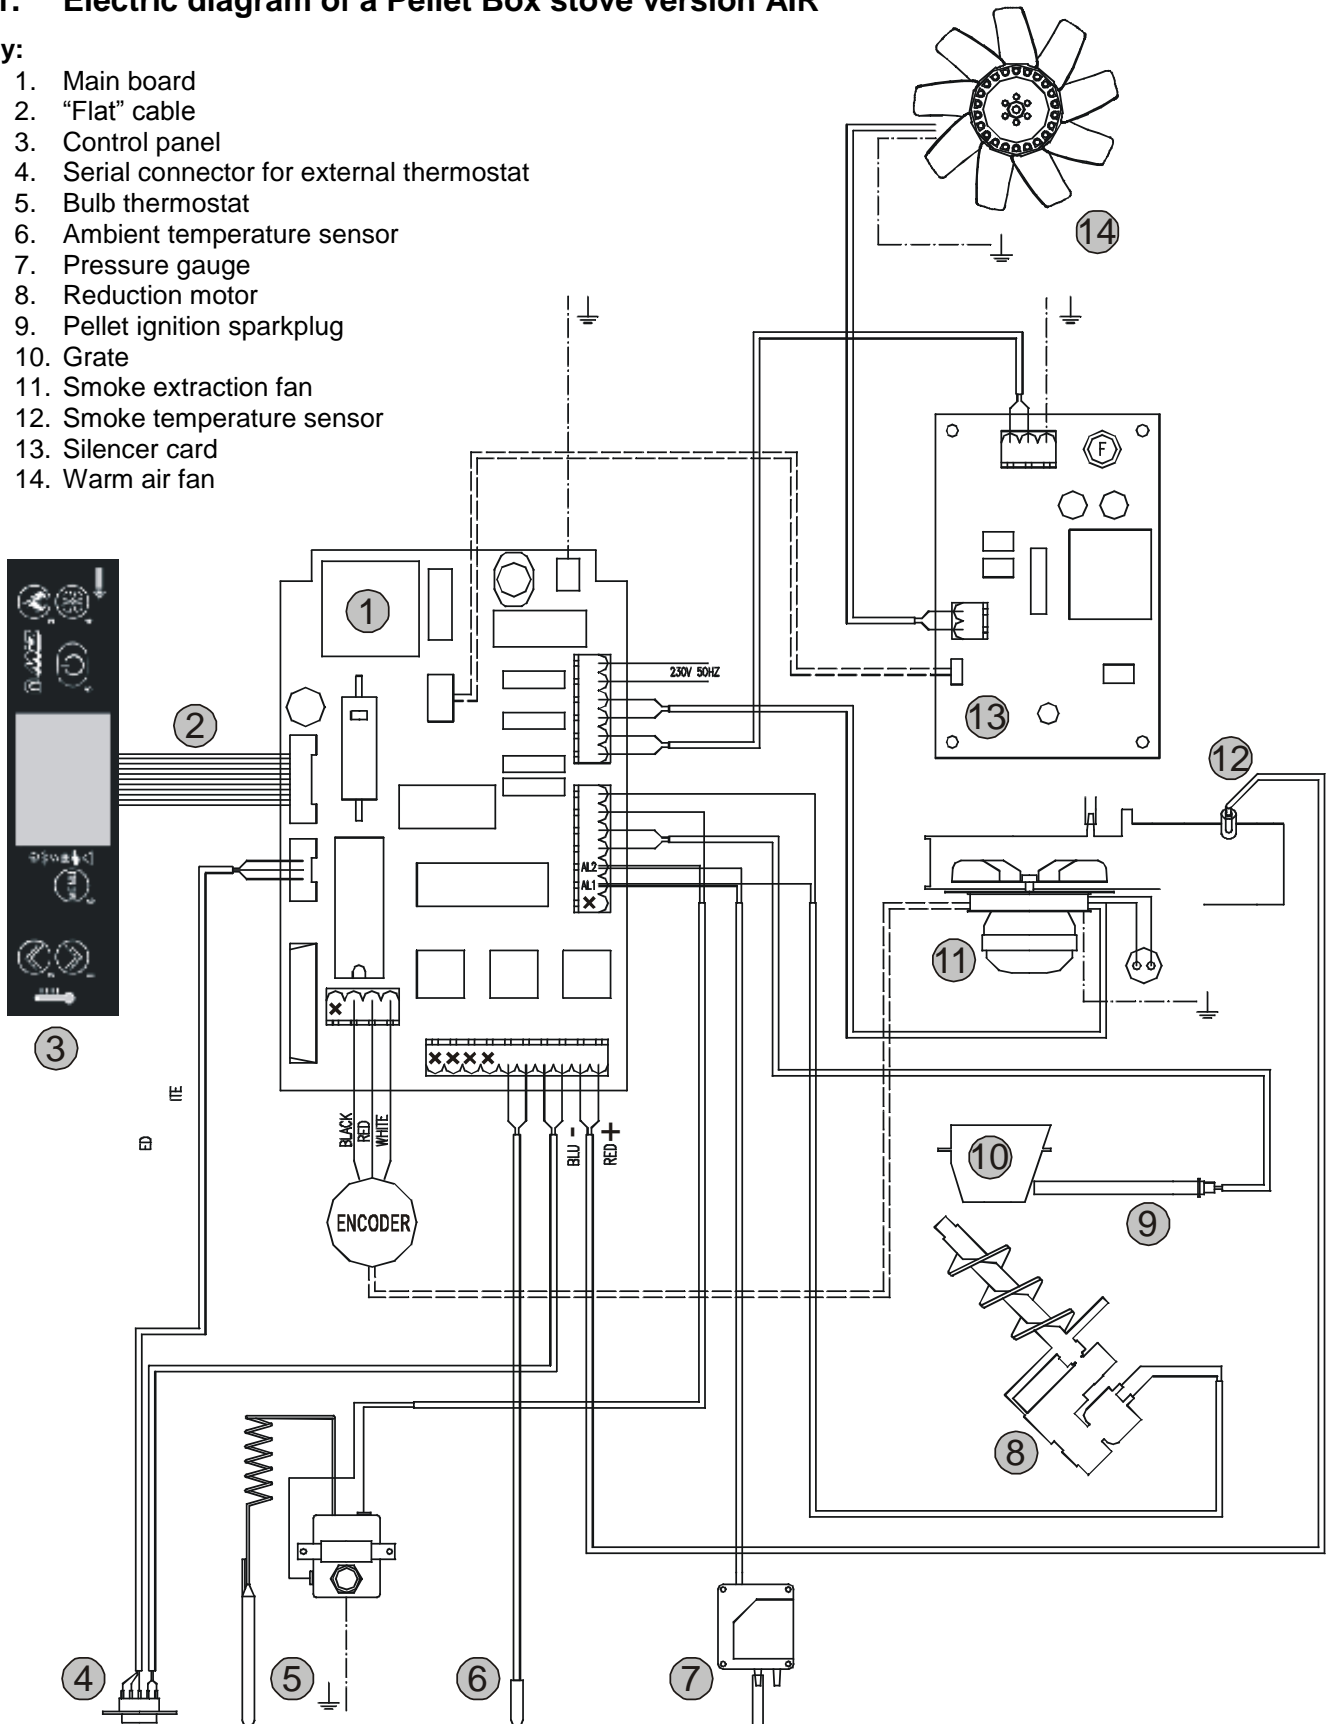 Electric diagram of a Pellet Box stove version AIR
y:
1. Main board
2. “Flat” cable
3. Control panel
4. Serial connector for external thermostat
5. Bulb thermostat
6. Ambient temperature sensor
7. Pressure gauge
8. Reduction motor
9. Pellet ignition sparkplug
10. Grate
11. Smoke extraction fan
12. Smoke temperature sensor
13. Silencer card
14. Warm air fan
14
F
1
230V 50HZ
2
13
12
AL2
AL1
11
3
ITE
ED
BLACK
RED
WHITE
BLU -
RED +
10
ENCODER
9
8
4
5
6
7